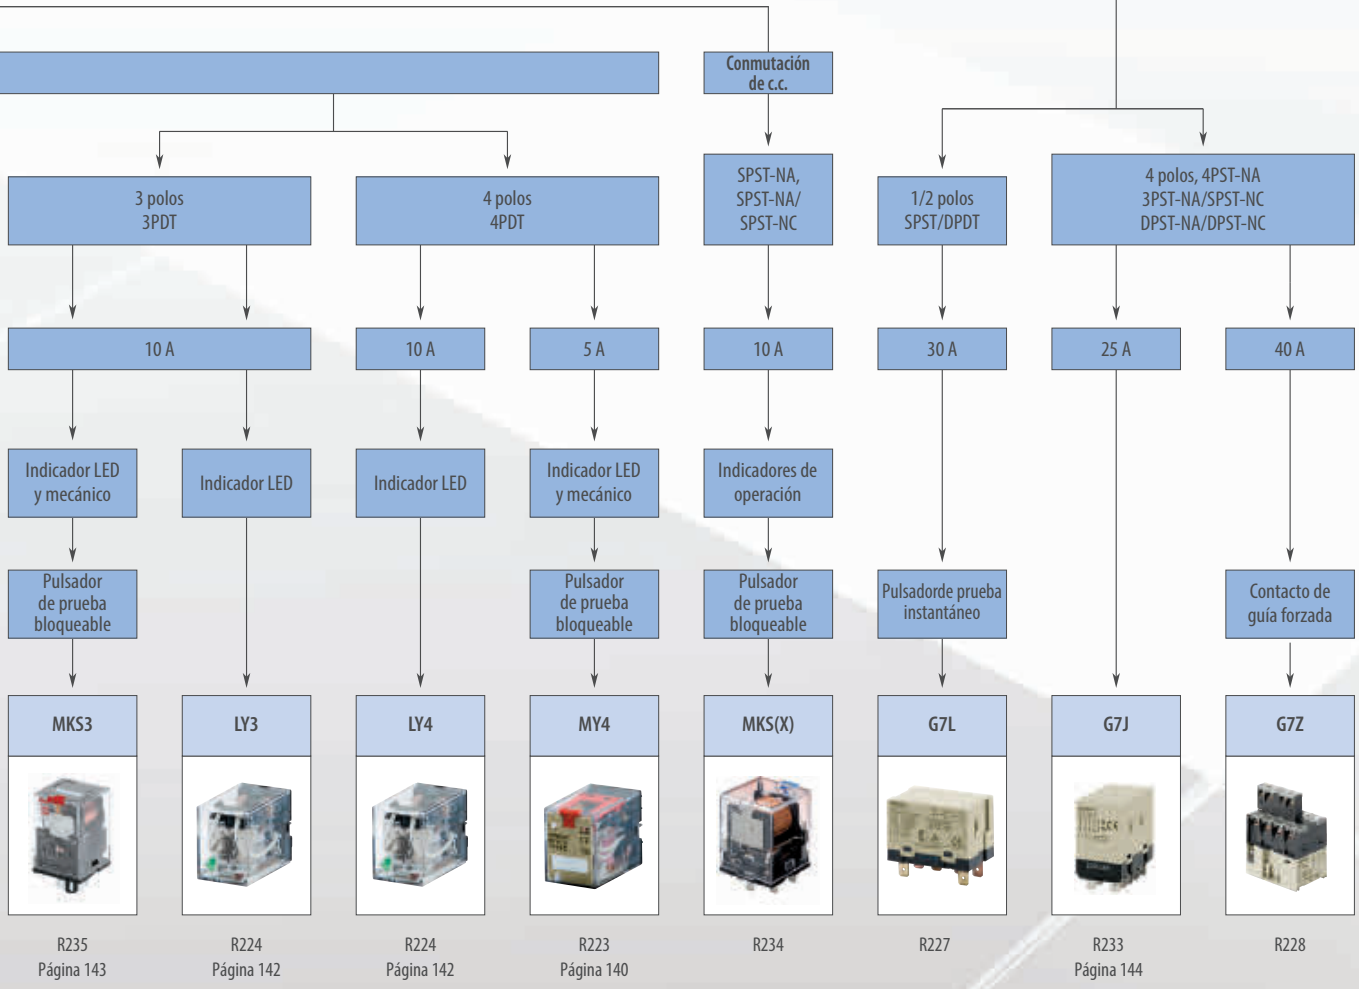 Conmutación
de c.c.
3 polos
3PDT
4 polos
4PDT
SPST-NA,
SPST-NA/
SPST-NC
1/2 polos
SPST/DPDT
4 polos, 4PST-NA
3PST-NA/SPST-NC
DPST-NA/DPST-NC
10 A
10 A
5 A
10 A
30 A
25 A
40 A
Indicador LED
y mecánico
Indicador LED
Indicador LED
Indicador LED
y mecánico
Indicadores de
operación
Pulsador
de prueba
bloqueable
Pulsador
de prueba
bloqueable
Pulsador
de prueba
bloqueable
Pulsadorde prueba
instantáneo
Contacto de
guía forzada
MKS3
LY3
LY4
MY4
MKS(X)
G7L
G7J
G7Z
R235
Página 143
R224
Página 142
R224
Página 142
R223
Página 140
R234
R227
R233
Página 144
R228